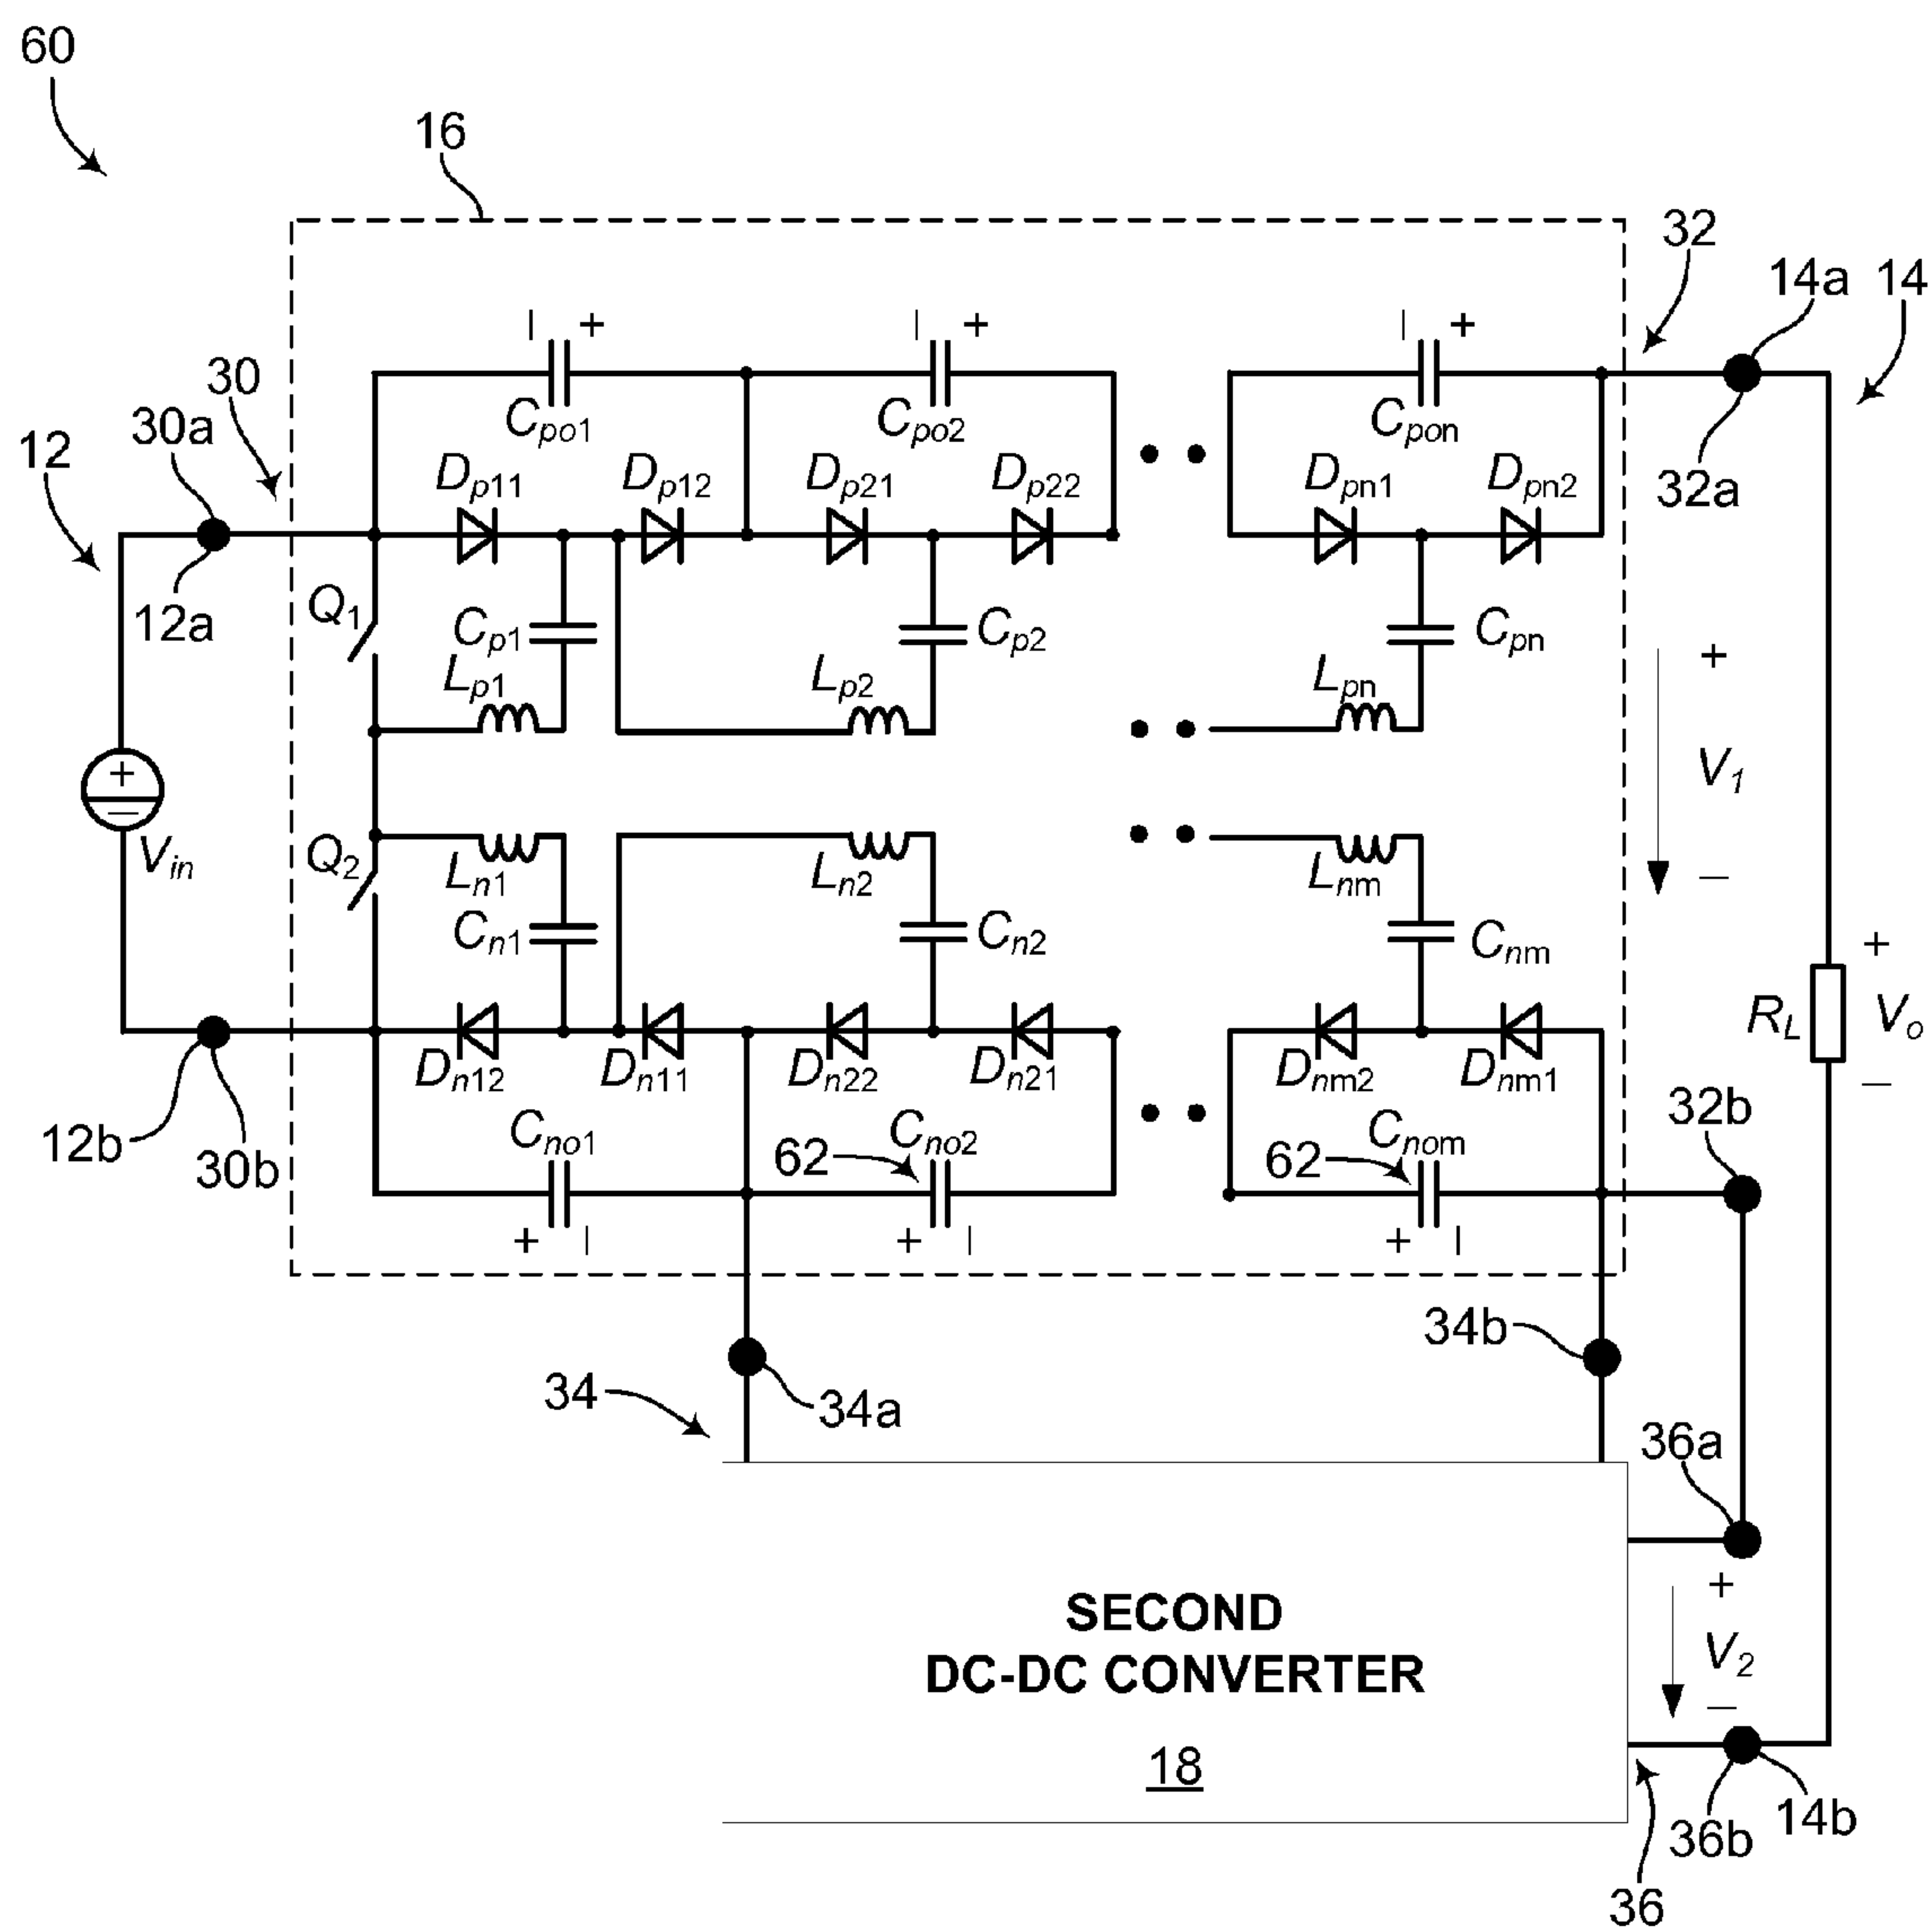 60
16
32
14a
14
30
30a
12
– +
– +
– +
Cpo1
Cpo2
Cpon
32a
Dp11
Dp12
Dp21
Dp22
Dpn1
Dpn2
12a
Q1
Cp1
Cp2
Cpn
Lp1
Lp2
Lpn
+
V1
–
+
–
Vin
Q2
Ln1
Ln2
Lnm
Cn1
Cn2
Cnm
+
RL
Vo
–
Dn12
Dn11
Dn22
Dn21
Dnm2
Dnm1
32b
12b
30b
Cno1
62
Cno2
62
Cnom
+ –
+ –
+ –
34b
34
34a
36a
+
V2
–
SECOND
DC-DC CONVERTER
18
36b
14b
36